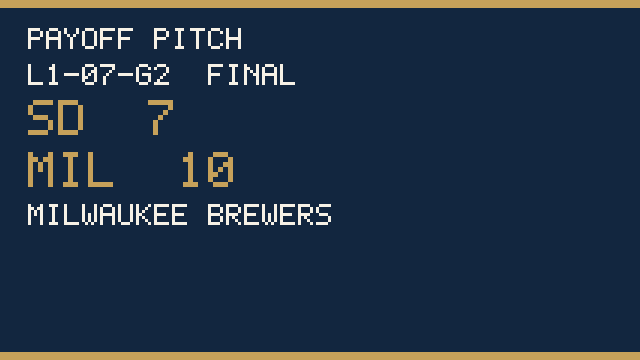 PAYOFF PITCH
L1-07-G2  FINAL
SD  7
MIL  10
MILWAUKEE BREWERS